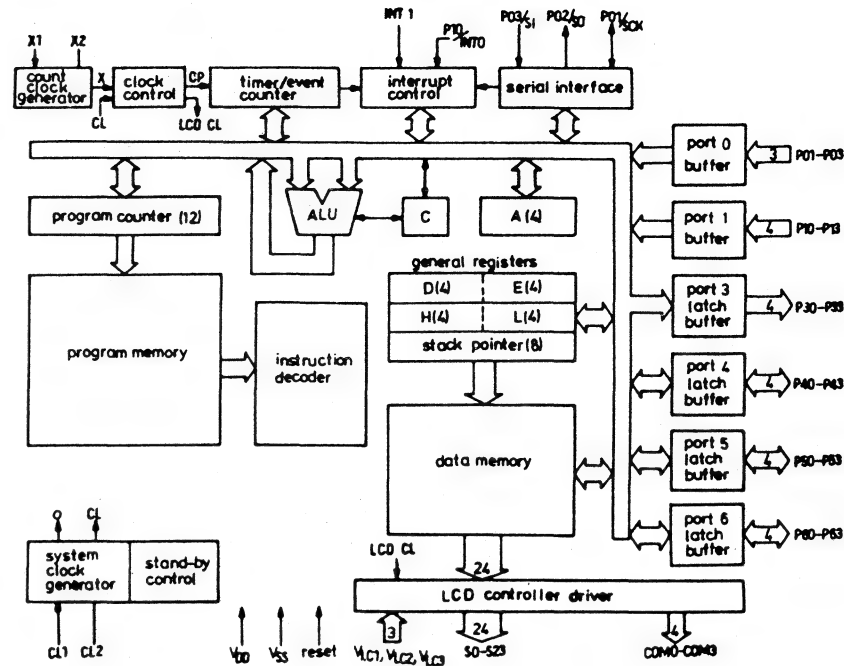 X1 X2
INT 1
P10/INT0
P03/SI
P02/SO
P01/SCK
count clock generator
X
CL
clock control
CP
LCD CL
timer/event counter
interrupt control
serial interface
port 0 buffer
3
P01-P03
program counter (12)
ALU
C
A(4)
port 1 buffer
4
P10-P13
general registers
D(4) E(4)
H(4) L(4)
stack pointer(8)
port 3 latch buffer
4
P30-P33
program memory
instruction decoder
port 4 latch buffer
4
P40-P43
data memory
port 5 latch buffer
4
P50-P53
port 6 latch buffer
4
P60-P63
CL
system clock generator
stand-by control
LCD CL
24
LCD controller driver
CL1 CL2
VDD
VSS
reset
3
VLC1, VLC2, VLC3
24
S0-S23
4
COM0-COM3